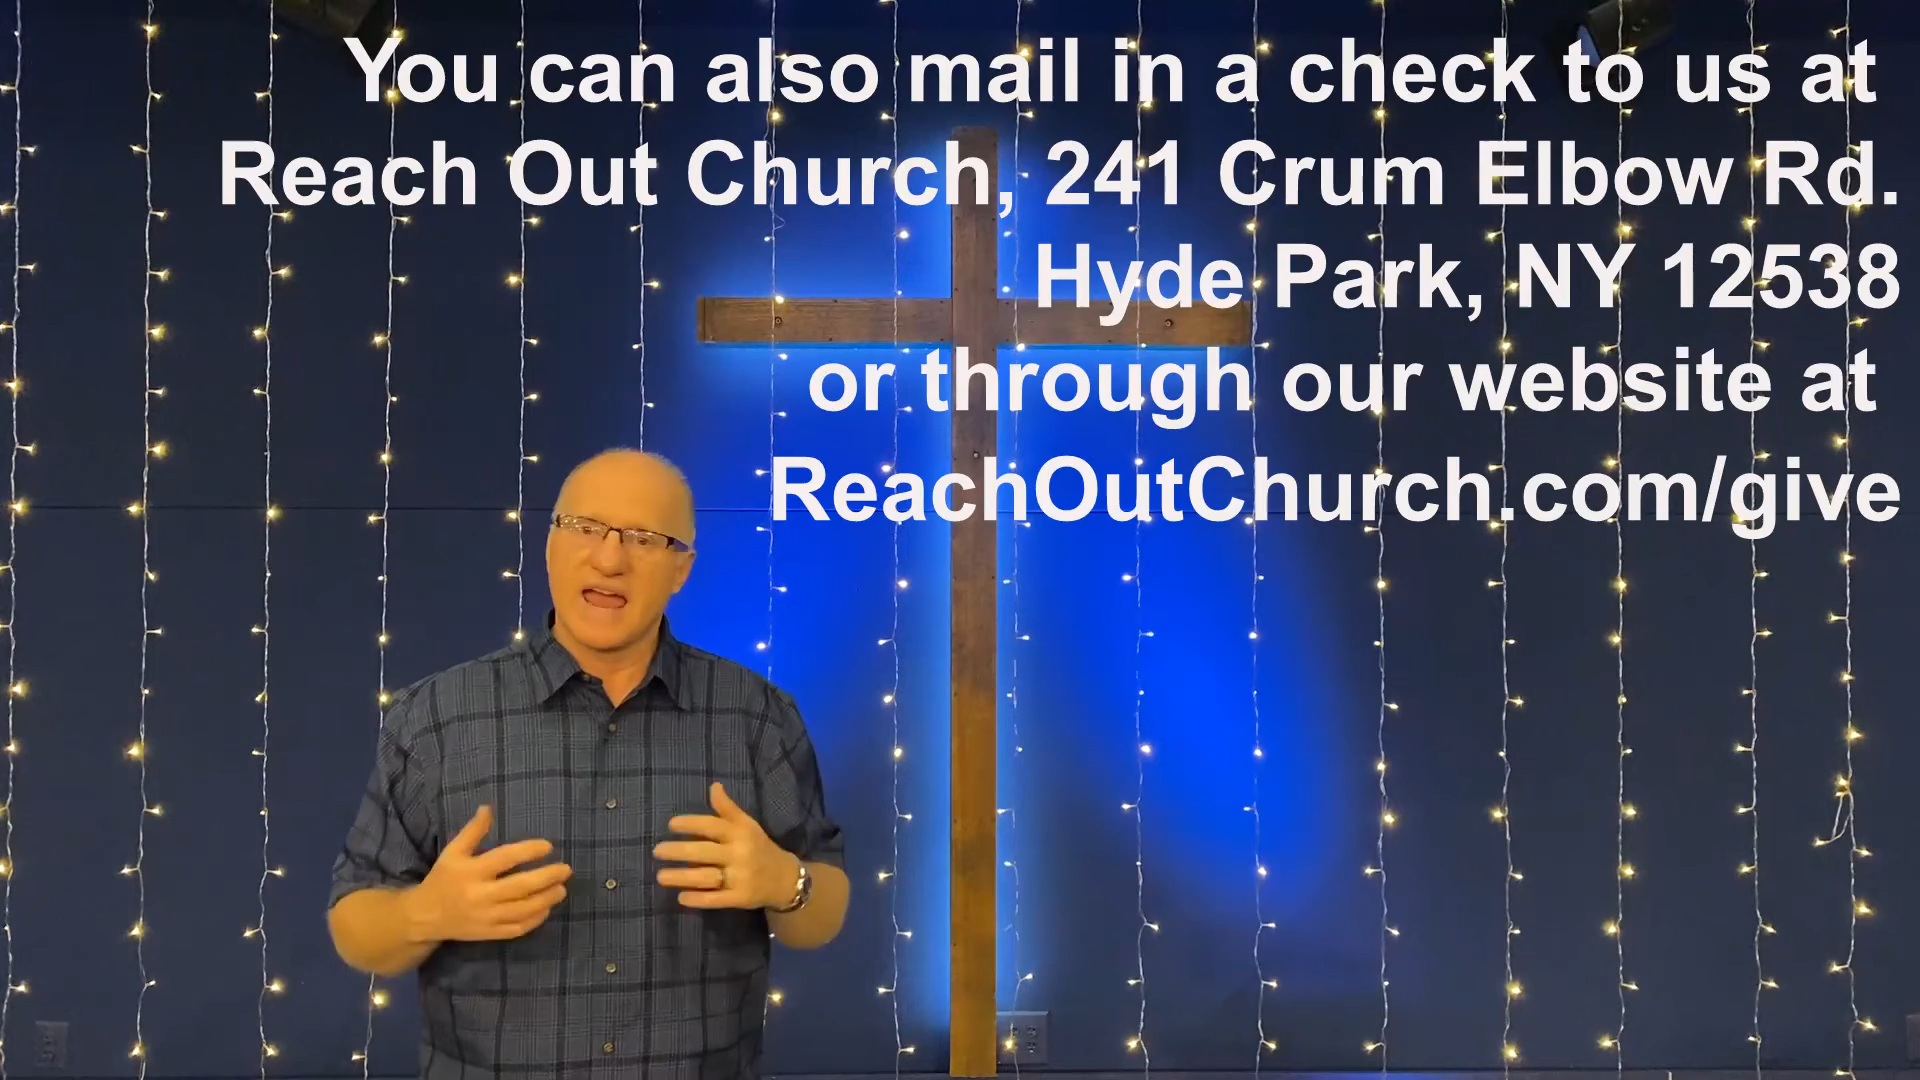 You can also mail in a check to us at
Reach Out Church, 241 Crum Elbow Rd.
Hyde Park, NY 12538
or through our website at
ReachOutChurch.com/give